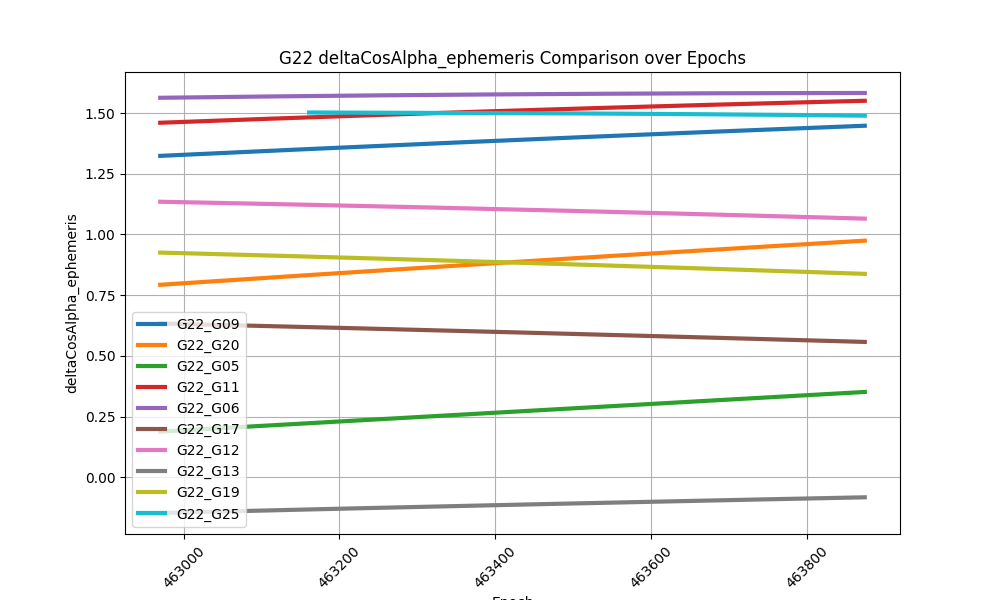 G22 deltaCosAlpha_ephemeris Comparison over Epochs
deltaCosAlpha_ephemeris
1.50
1.25
1.00
0.75
0.50
0.25
0.00
G22_G09
G22_G20
G22_G05
G22_G11
G22_G06
G22_G17
G22_G12
G22_G13
G22_G19
G22_G25
463000
463200
463400
463600
463800
Epoch